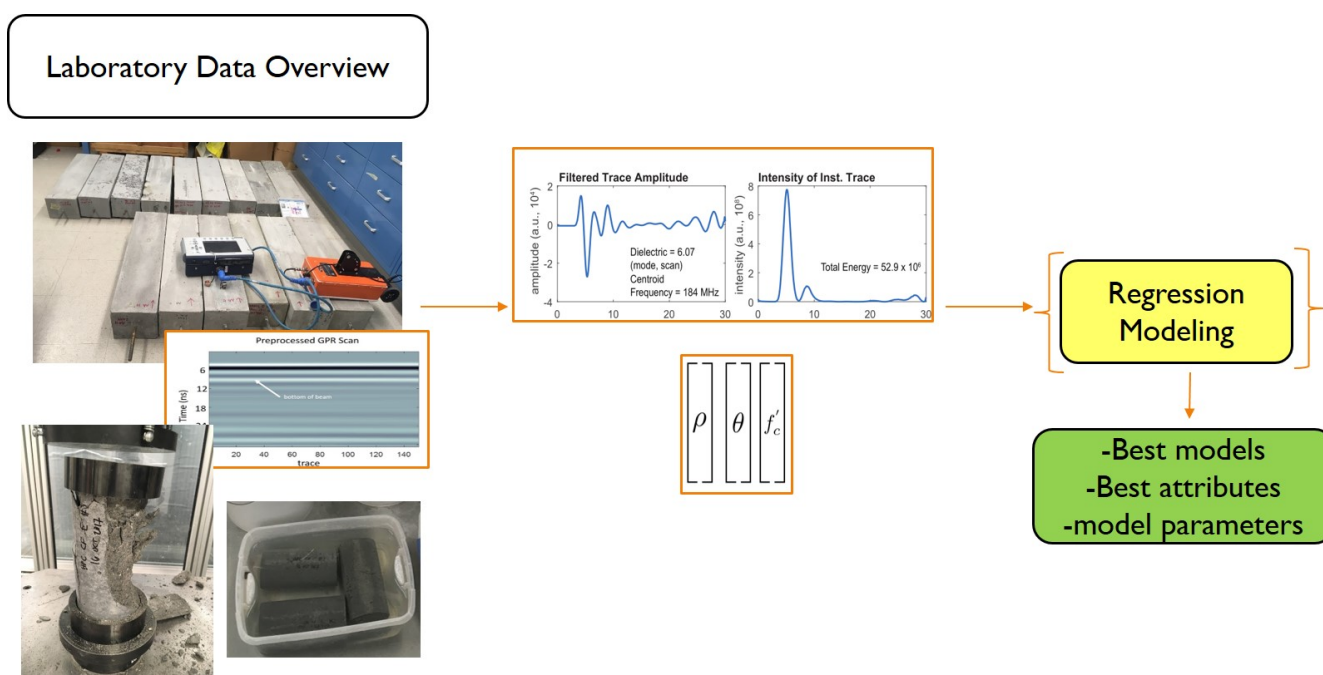 Laboratory Data Overview
Preprocessed GPR Scan
Time (ns)
6
12
18
bottom of beam
20 40 60 80 100 120 140
trace
Filtered Trace Amplitude
amplitude (a.u., 10⁴)
2
0
-2
-4
0 10 20 30
Dielectric = 6.07
(mode, scan)
Centroid
Frequency = 184 MHz
Intensity of Inst. Trace
intensity (a.u., 10⁸)
8
6
4
2
0
0 10 20 30
Total Energy = 52.9 x 10⁶
ρ θ f'c
Regression
Modeling
-Best models
-Best attributes
-model parameters
16 OCT 2017